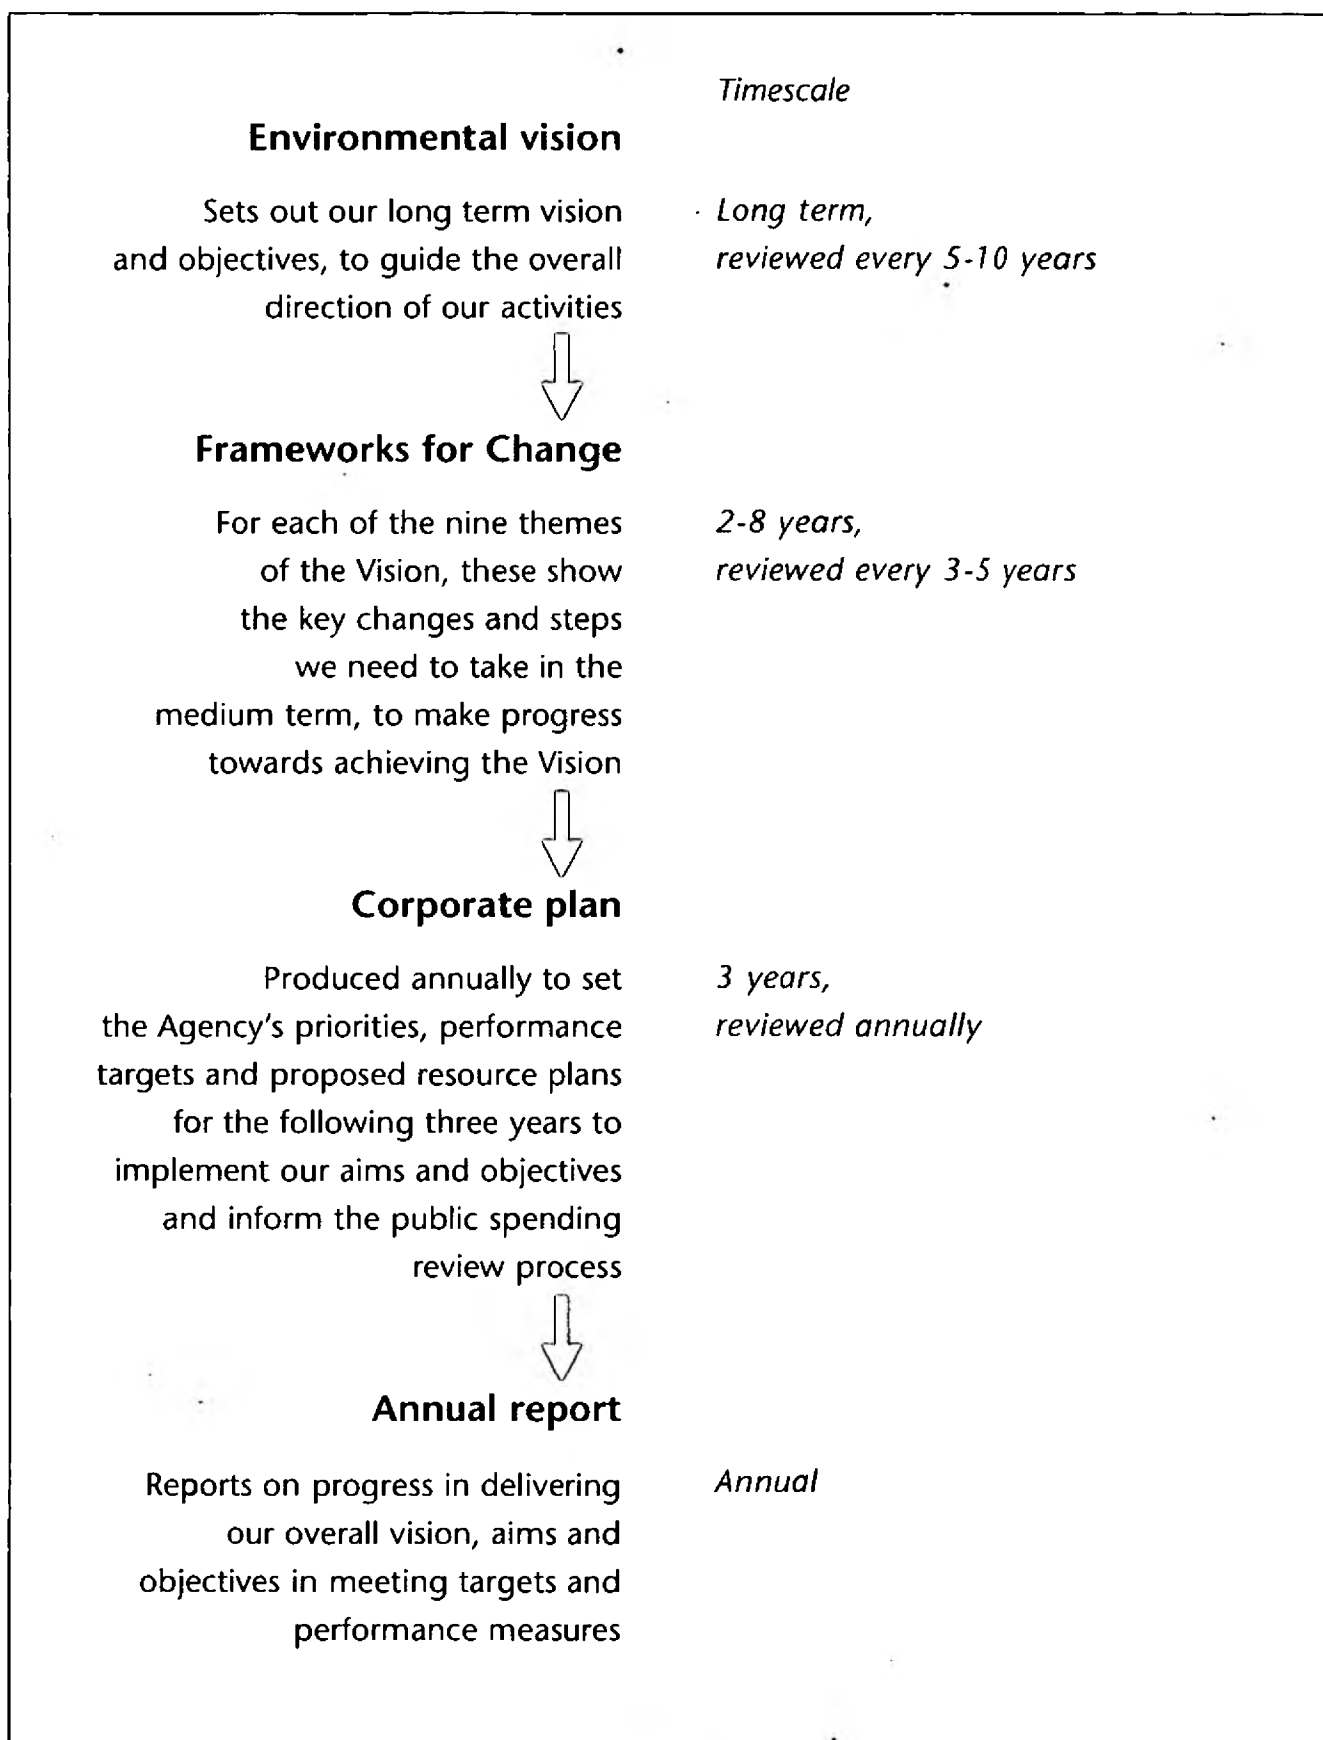 Timescale
Environmental vision
Sets out our long term vision
and objectives, to guide the overall
direction of our activities
Long term,
reviewed every 5-10 years
Frameworks for Change
For each of the nine themes
of the Vision, these show
the key changes and steps
we need to take in the
medium term, to make progress
towards achieving the Vision
2-8 years,
reviewed every 3-5 years
Corporate plan
Produced annually to set
the Agency's priorities, performance
targets and proposed resource plans
for the following three years to
implement our aims and objectives
and inform the public spending
review process
3 years,
reviewed annually
Annual report
Reports on progress in delivering
our overall vision, aims and
objectives in meeting targets and
performance measures
Annual